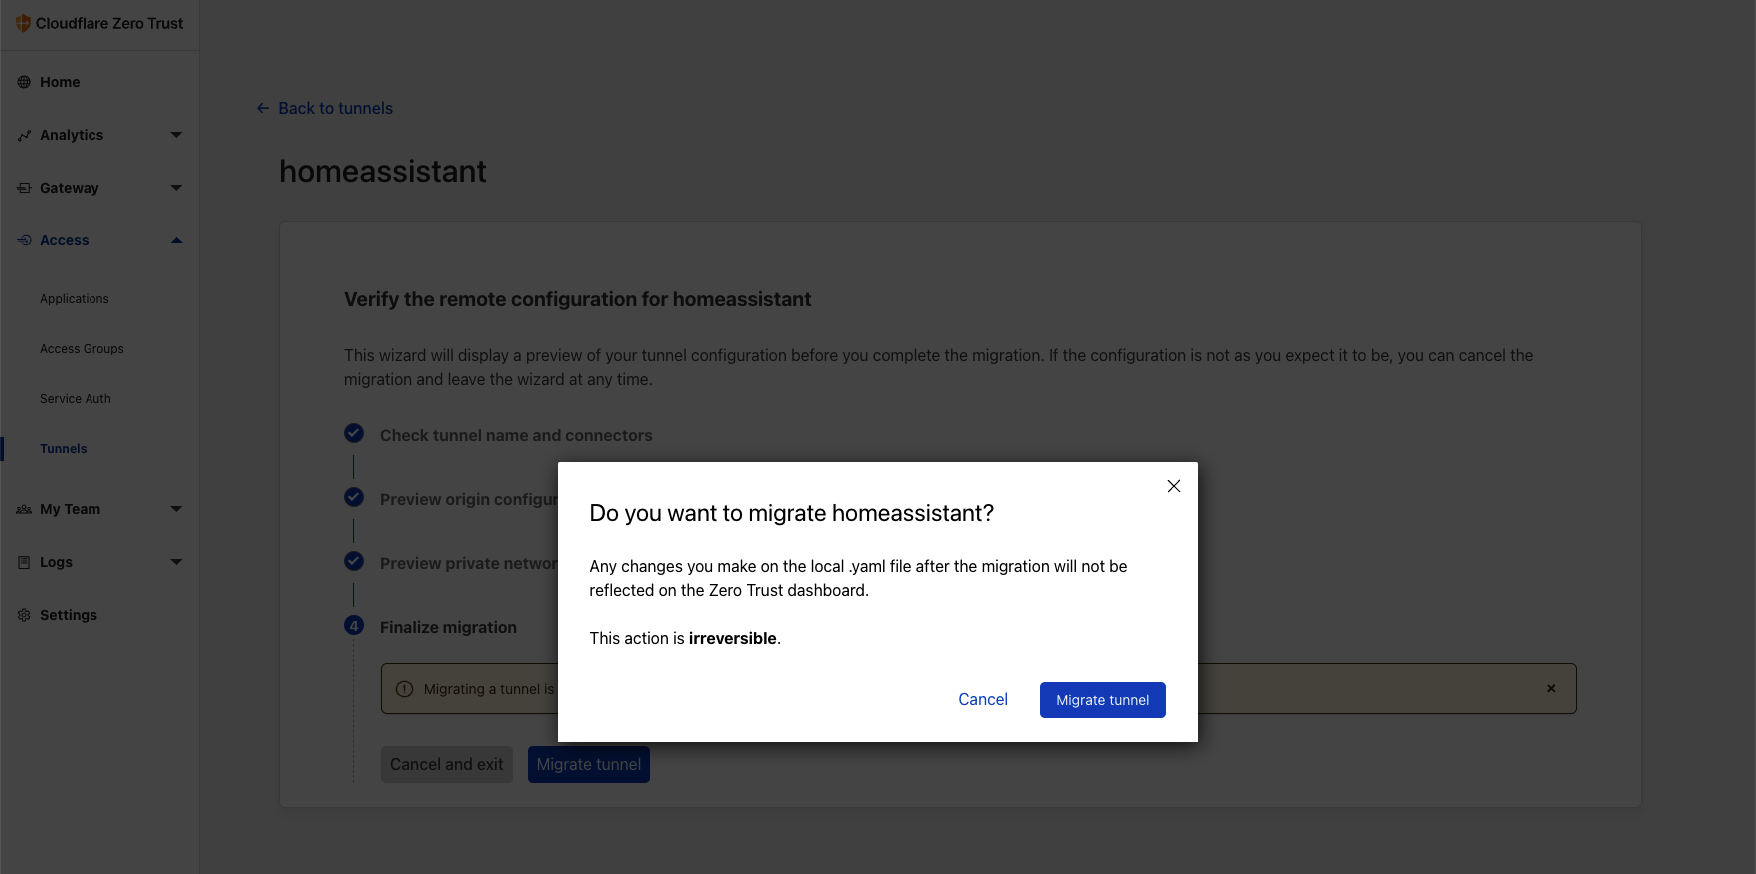 Cloudflare Zero Trust
Home
Analytics
Gateway
Access
Applications
Access Groups
Service Auth
Tunnels
My Team
Logs
Settings
← Back to tunnels
homeassistant
Verify the remote configuration for homeassistant
This wizard will display a preview of your tunnel configuration before you complete the migration. If the configuration is not as you expect it to be, you can cancel the
migration and leave the wizard at any time.
Check tunnel name and connectors
Preview origin configur
Preview private networ
4 Finalize migration
Migrating a tunnel is
Cancel and exit Migrate tunnel
Do you want to migrate homeassistant?
Any changes you make on the local .yaml file after the migration will not be
reflected on the Zero Trust dashboard.
This action is irreversible.
Cancel Migrate tunnel